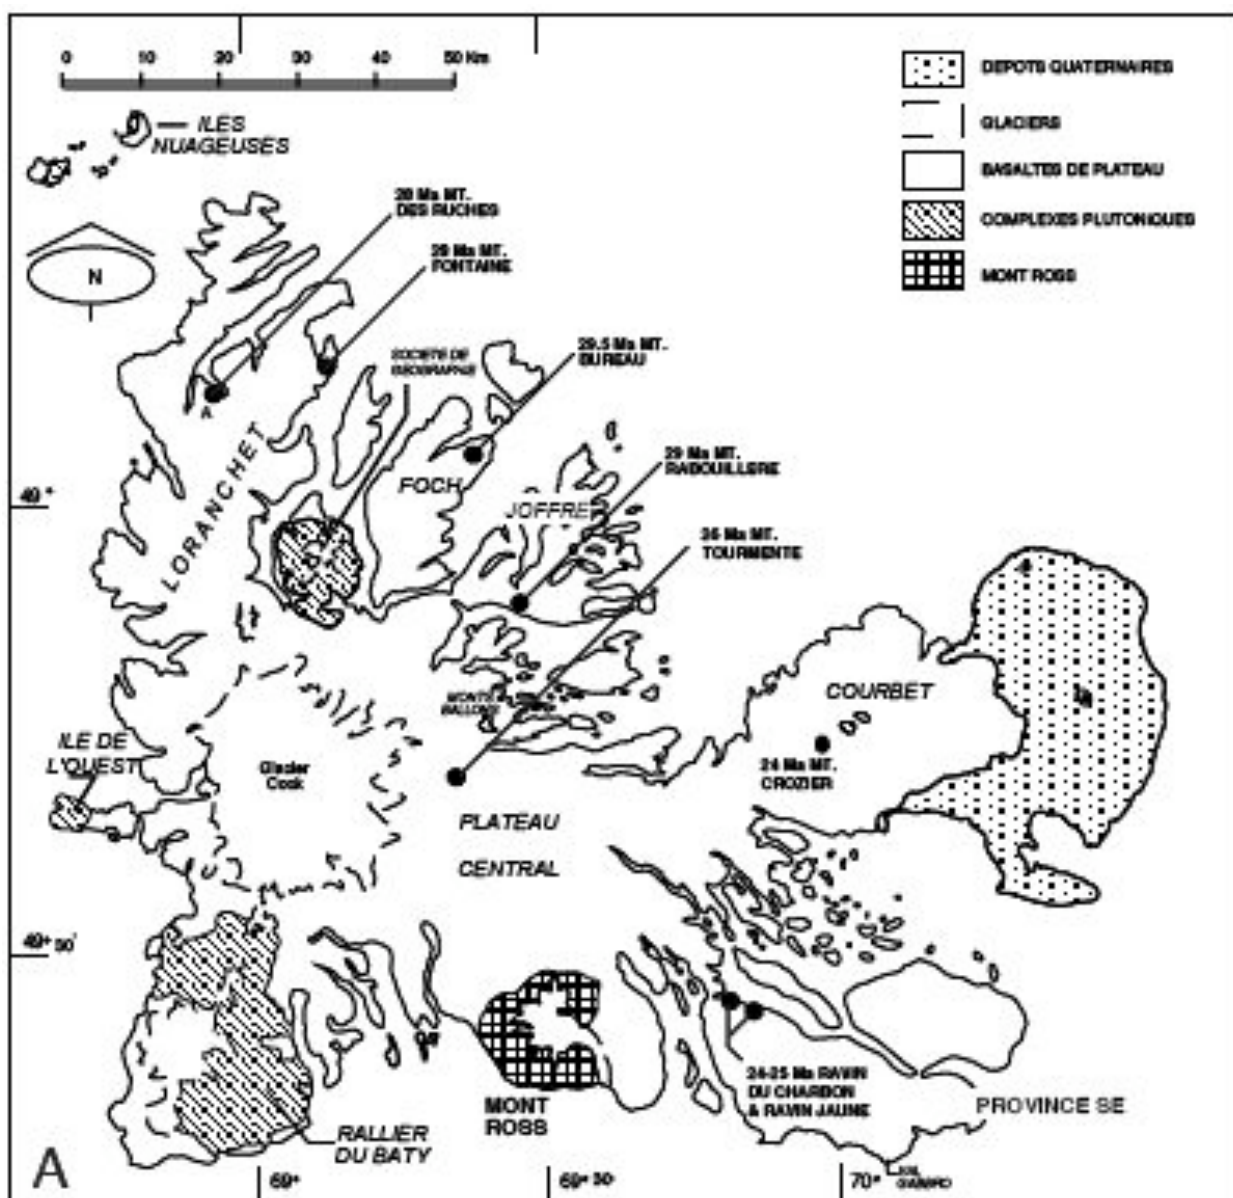 0 10 20 30 40 50 Km
DEPOTS QUATERNAIRES
GLACIERS
BASALTES DE PLATEAU
COMPLEXES PLUTONIQUES
MONT ROSS
ILES
NUAGEUSES
N
28 Ma MT.
DES RUCHES
29 Ma MT.
FONTAINE
SOCIETE DE
GEOGRAPHIE
29.5 Ma MT.
BUREAU
A
LORANCHET
FOCH
JOFFRE
29 Ma MT.
RABOUILLERE
26 Ma MT.
TOURMENTE
49°
MONTS
BALLONS
COURBET
ILE DE
L'OUEST
Glacier
Cook
24 Ma MT.
CROZIER
PLATEAU
CENTRAL
49° 50'
24-25 Ma RAVIN
DU CHARBON
& RAVIN JAUNE
MONT
ROSS
PROVINCE SE
RALLIER
DU BATY
A
69°
69° 30'
70°